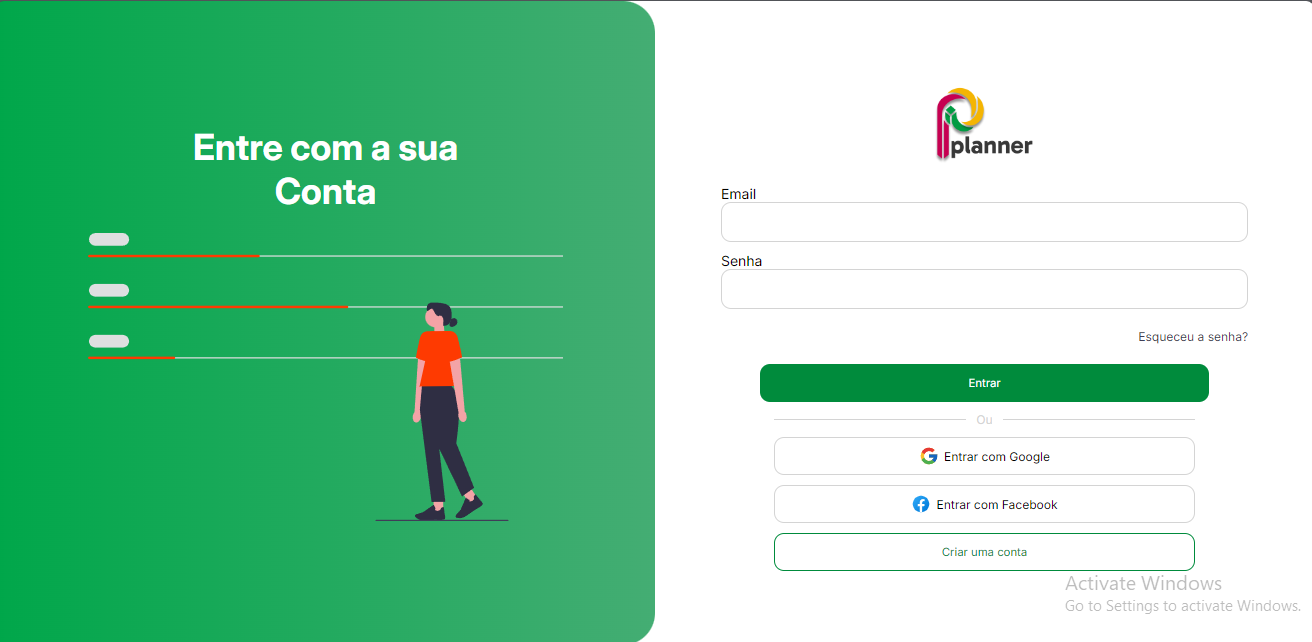 Entre com a sua
Conta
planner
Email
Senha
Esqueceu a senha?
Entrar
Ou
Entrar com Google
Entrar com Facebook
Criar uma conta
Activate Windows
Go to Settings to activate Windows.